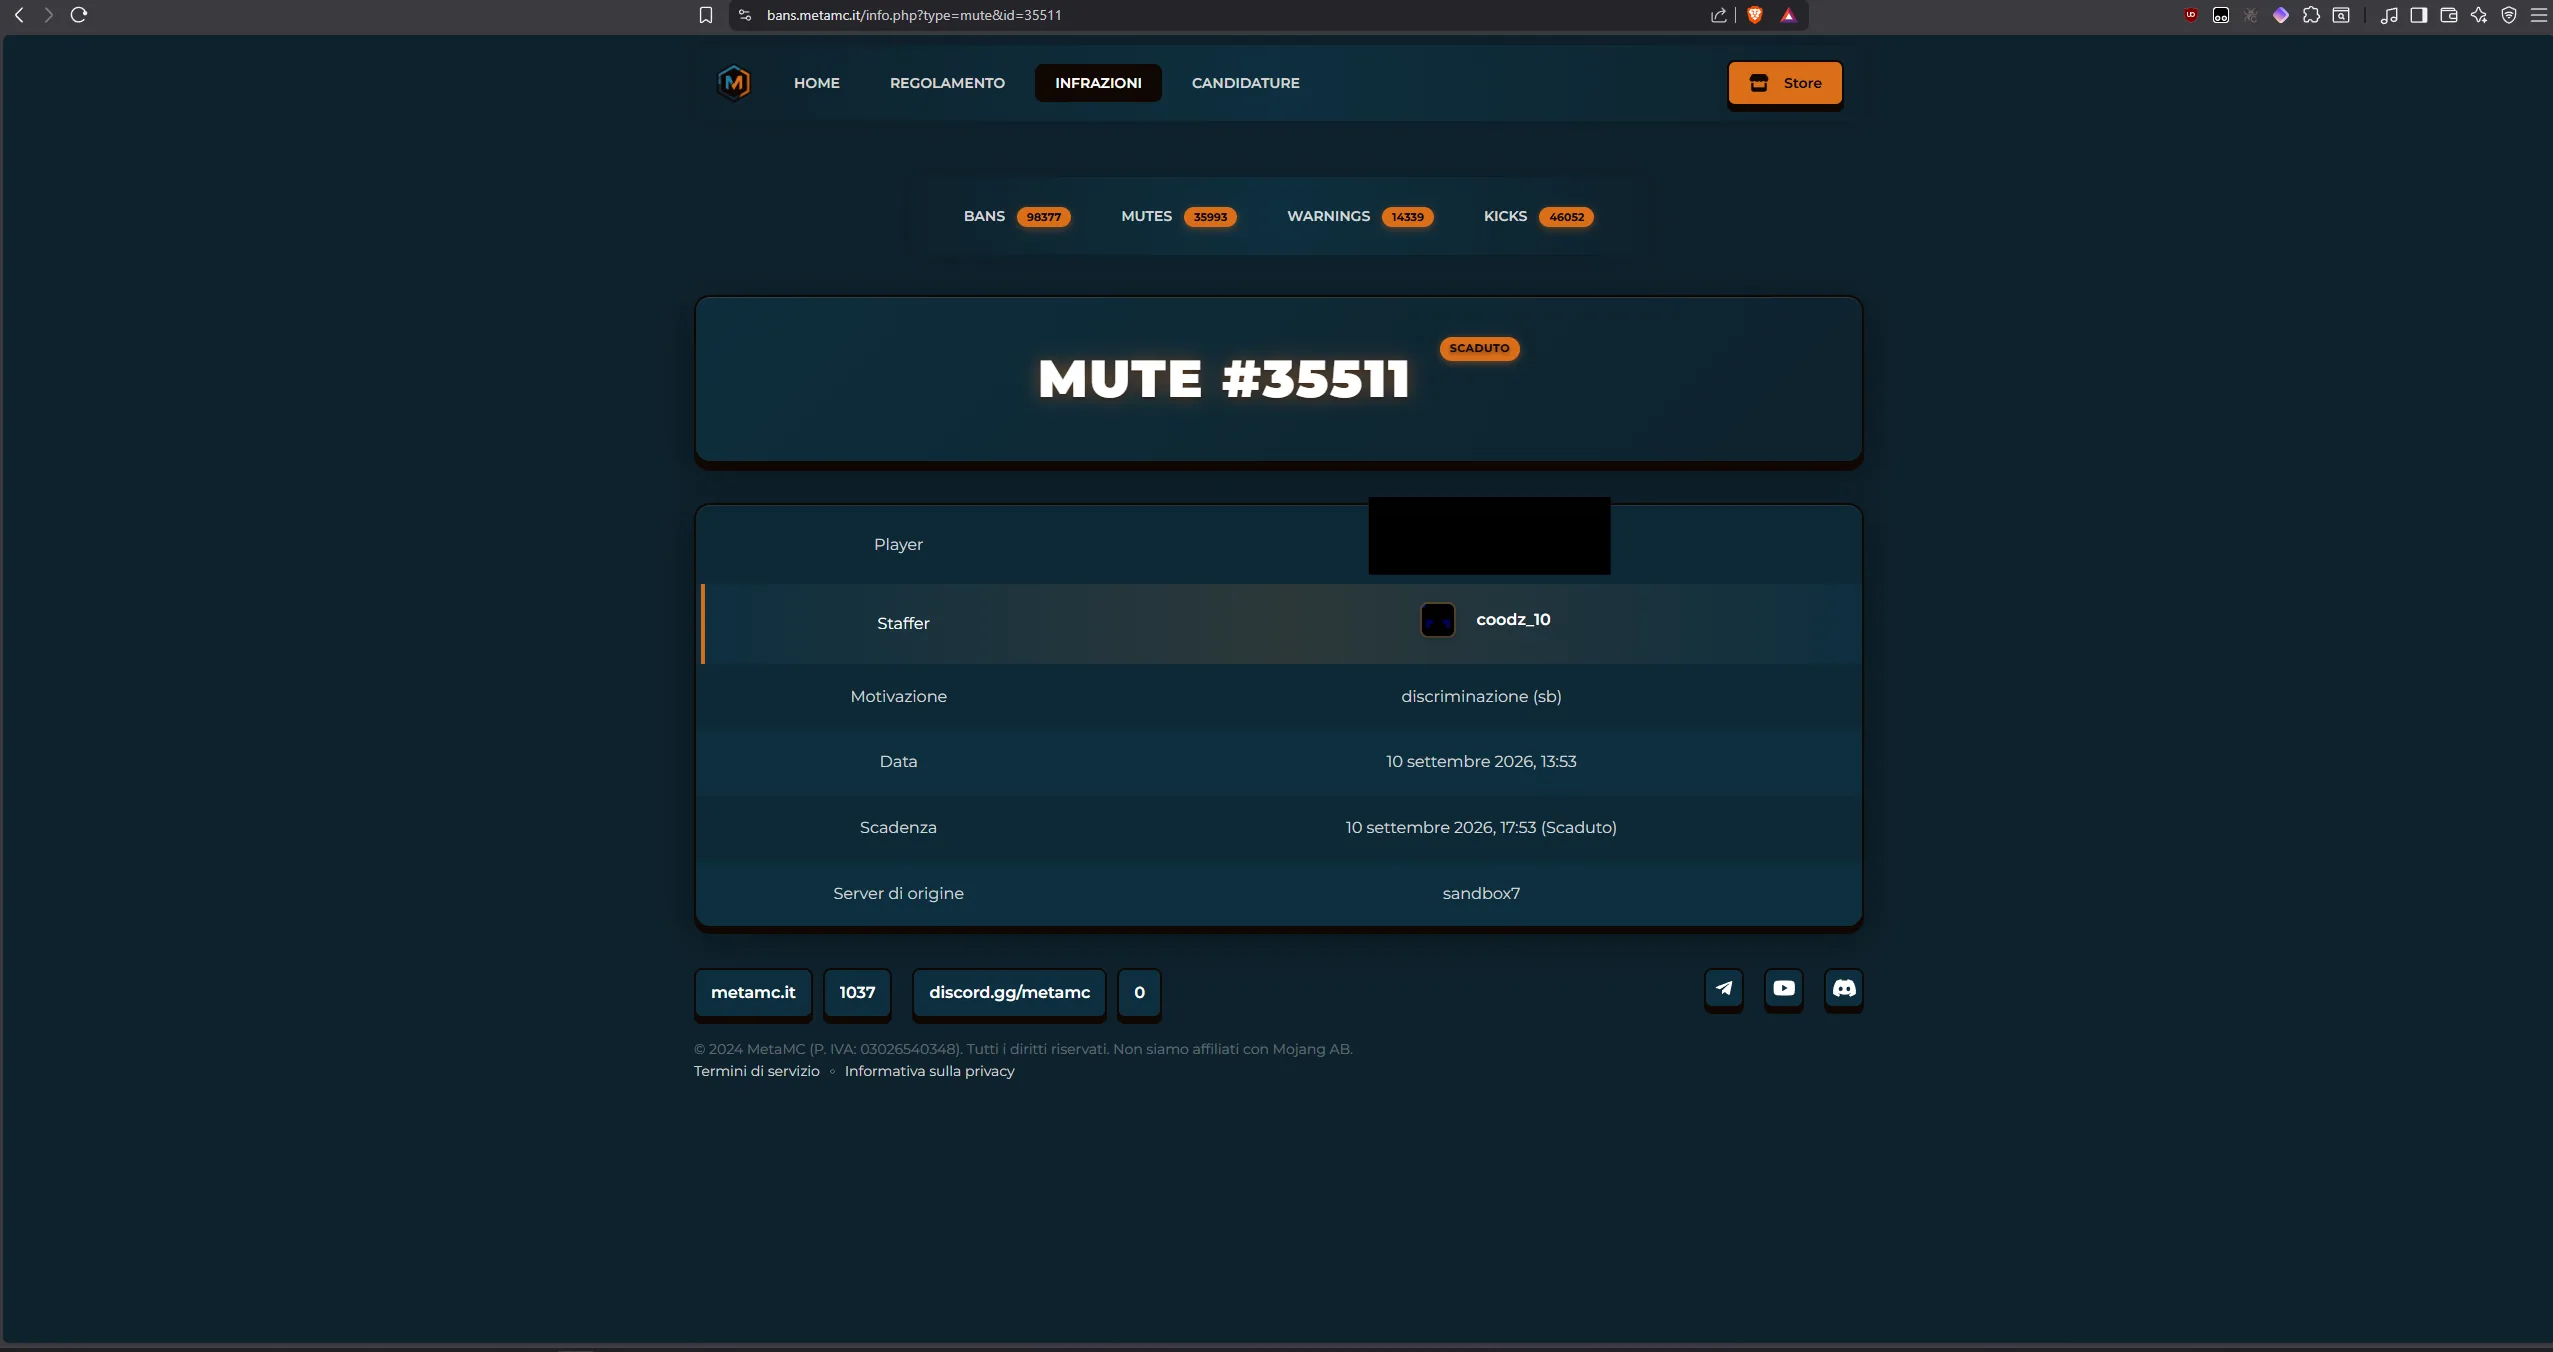 bans.metamc.it/info.php?type=mute&id=35511
HOME REGOLAMENTO INFRAZIONI CANDIDATURE Store
BANS 98377 MUTES 35993 WARNINGS 14339 KICKS 46052
MUTE #35511 SCADUTO
Player
Staffer coodz_10
Motivazione discriminazione (sb)
Data 10 settembre 2026, 13:53
Scadenza 10 settembre 2026, 17:53 (Scaduto)
Server di origine sandbox7
metamc.it 1037 discord.gg/metamc 0
© 2024 MetaMC (P. IVA: 03026540348). Tutti i diritti riservati. Non siamo affiliati con Mojang AB.
Termini di servizio ◦ Informativa sulla privacy